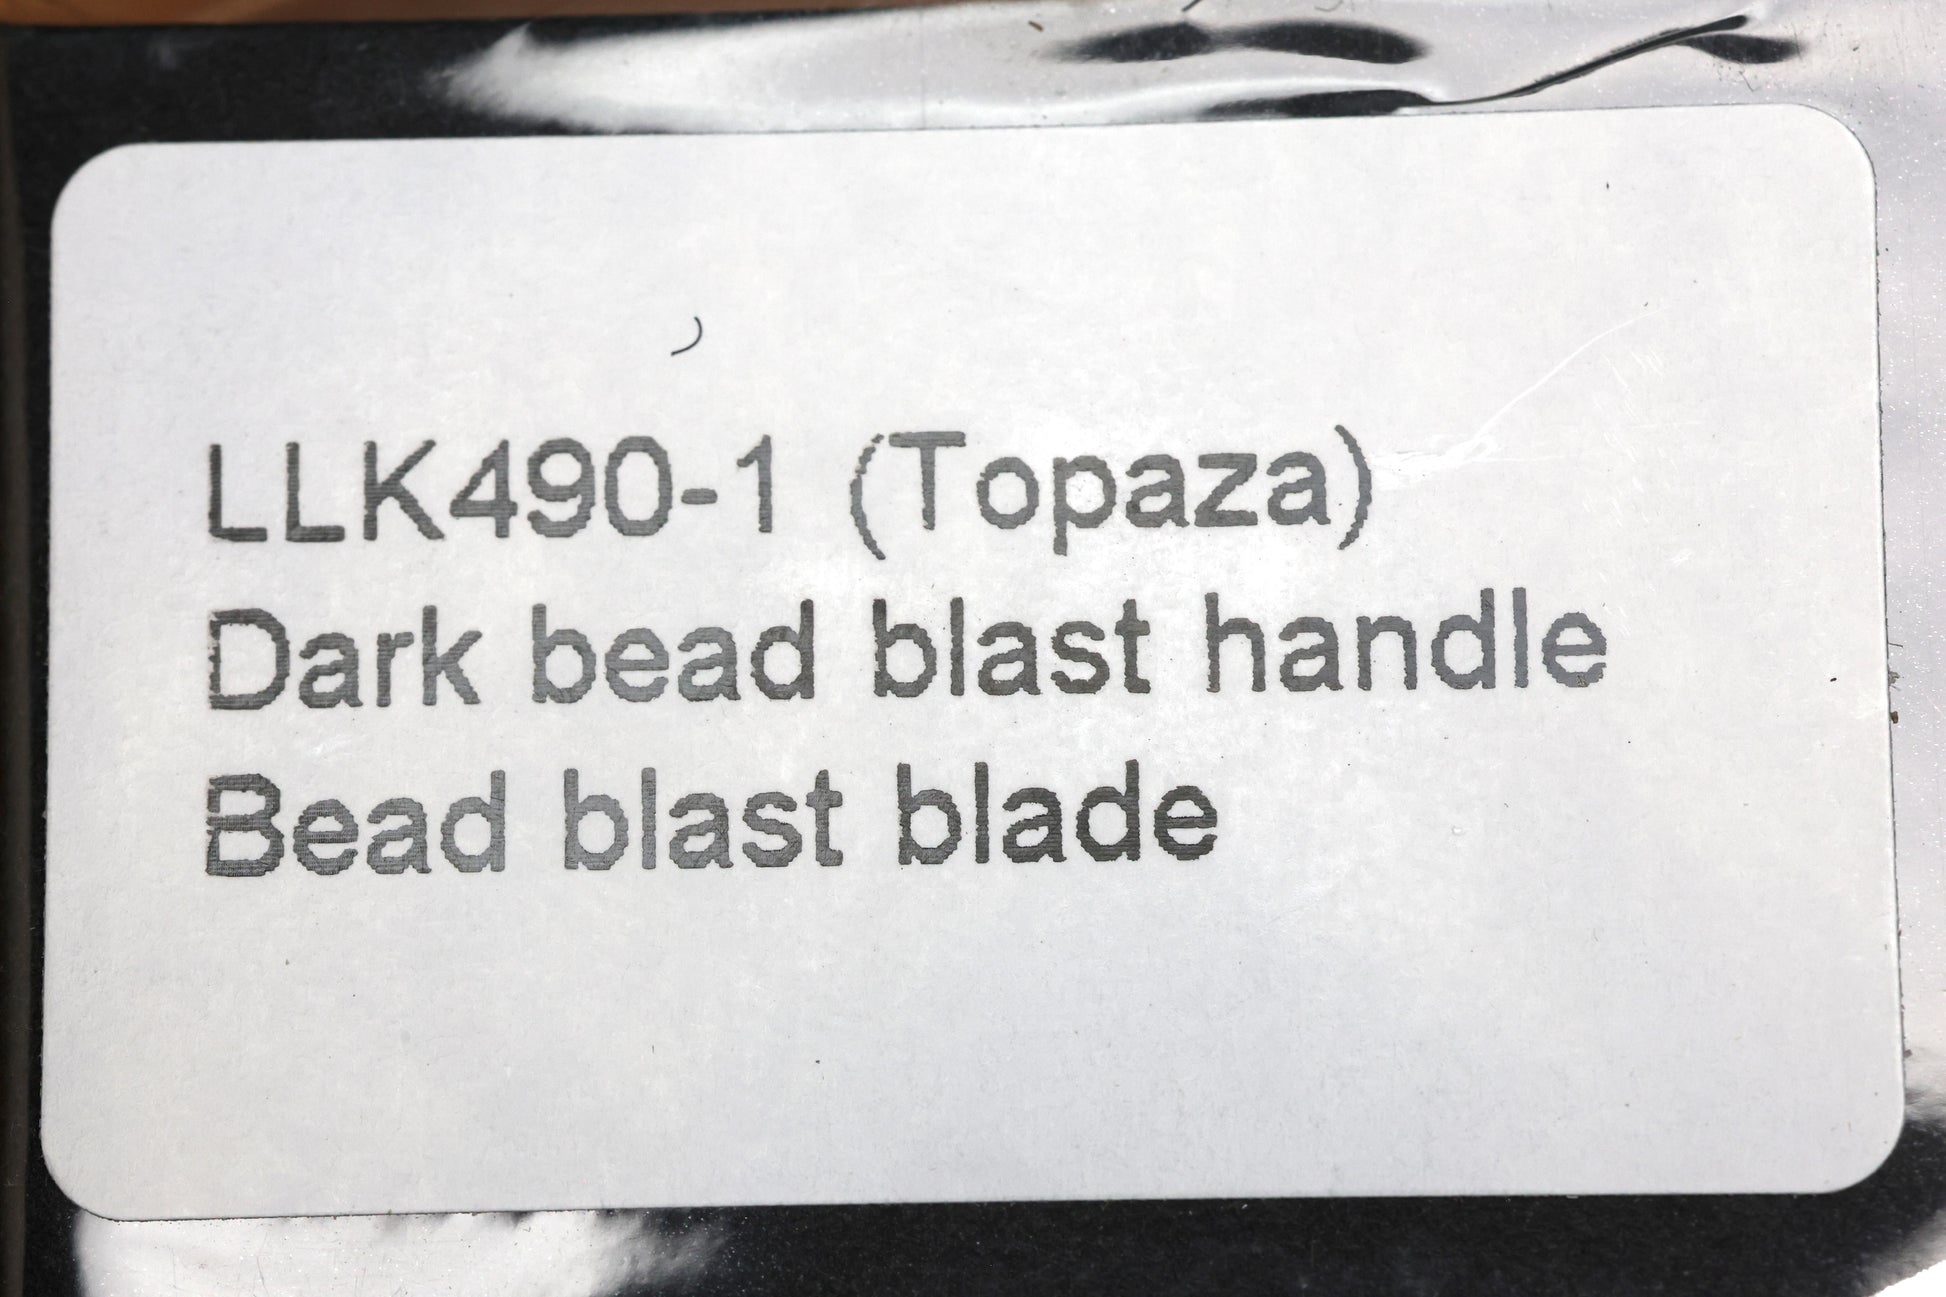 LLK490-1 (Topaza)
Dark bead blast handle
Bead blast blade